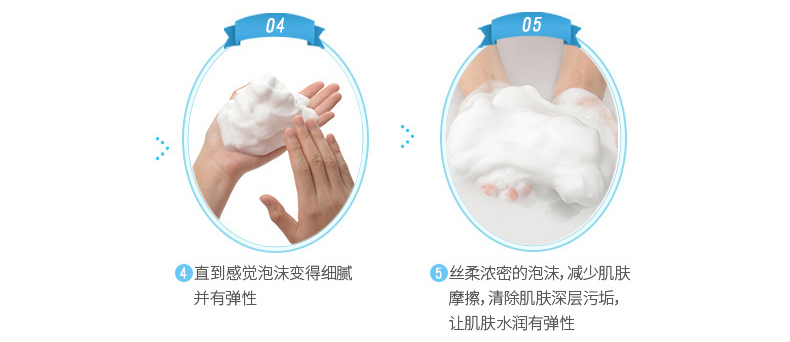 04
05
4 直到感觉泡沫变得细腻
并有弹性
5 丝柔浓密的泡沫，减少肌肤
摩擦，清除肌肤深层污垢，
让肌肤水润有弹性